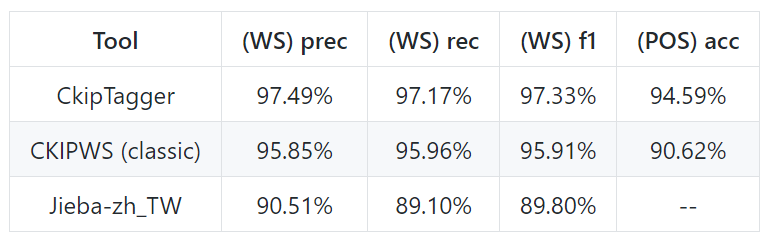 Tool (WS) prec (WS) rec (WS) f1 (POS) acc
CkipTagger 97.49% 97.17% 97.33% 94.59%
CKIPWS (classic) 95.85% 95.96% 95.91% 90.62%
Jieba-zh_TW 90.51% 89.10% 89.80% --